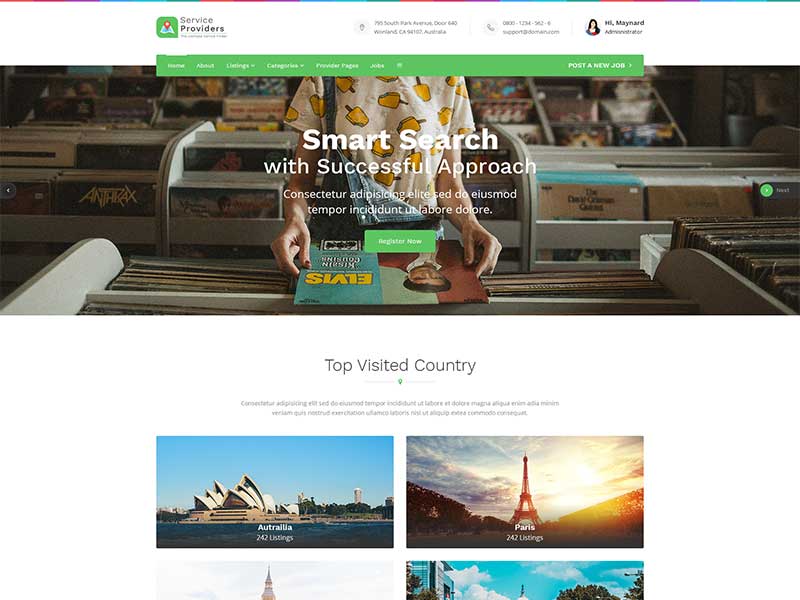 Service
Providers
795 South Park Avenue, Door 640
Wonland, CA 94107, Australia
0800 - 1234 - 562 - 6
support@domain.com
Hi, Maynard
Administrator
Home About Listings Categories Provider Pages Jobs
POST A NEW JOB
ANTHRAX
Smart Search
with Successful Approach
Consectetur adipisicing elite sed do eiusmod
tempor incididunt ut labore dolore.
Next
Register Now
ELVIS
Kissin'
Cousins
Top Visited Country
Consectetur adipisicing elit sed do eiusmod tempor incididunt ut labore et dolore magna aliqua enim adia minim
veniam quis nostrud exercitation ullamco laboris nisi ut aliquip extea commodo consequat.
Autrailia
242 Listings
Paris
242 Listings